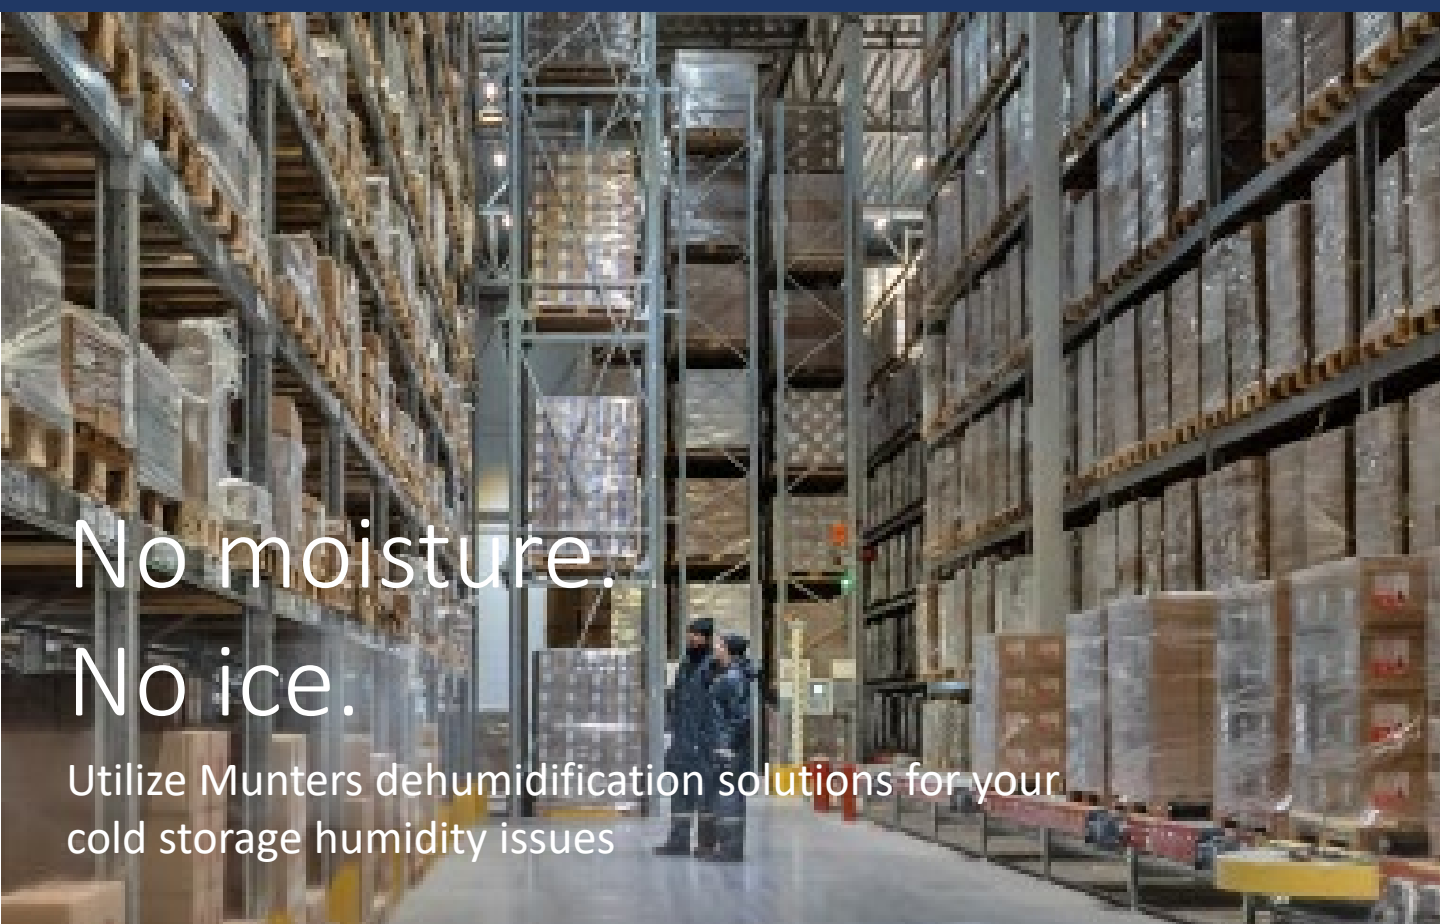 No moisture.
No ice.
Utilize Munters dehumidification solutions for your
cold storage humidity issues